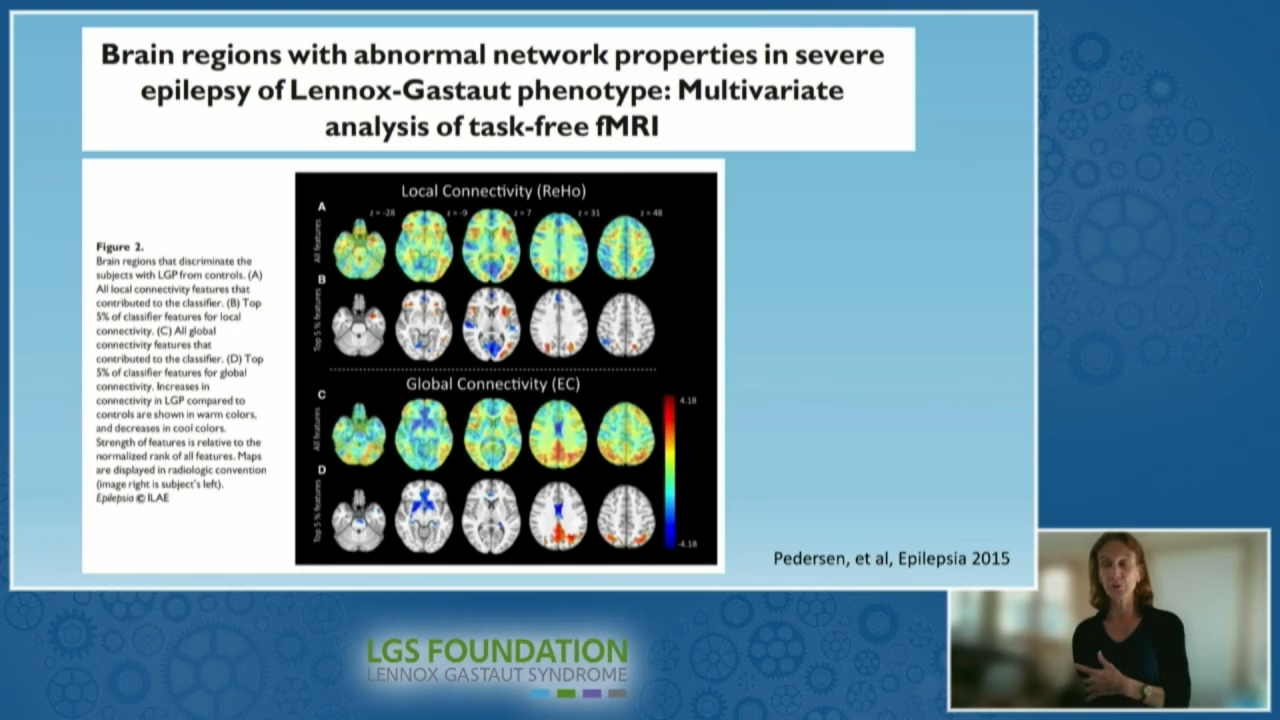 Brain regions with abnormal network properties in severe
epilepsy of Lennox-Gastaut phenotype: Multivariate
analysis of task-free fMRI
Figure 2.
Brain regions that discriminate the
subjects with LGP from controls. (A)
All local connectivity features that
contributed to the classifier. (B) Top
5% of classifier features for local
connectivity. (C) All global
connectivity features that
contributed to the classifier. (D) Top
5% of classifier features for global
connectivity. Increases in
connectivity in LGP compared to
controls are shown in warm colors,
and decreases in cool colors.
Strength of features is relative to the
normalized rank of all features. Maps
are displayed in radiologic convention
(image right is subject's left).
Epilepsia © ILAE
Local Connectivity (ReHo)
A
z = -28
z = -9
z = 7
z = 31
z = 48
All features
B
Top 5 % features
Global Connectivity (EC)
C
All features
D
Top 5 % features
4.18
-4.18
Pedersen, et al, Epilepsia 2015
LGS FOUNDATION
LENNOX GASTAUT SYNDROME